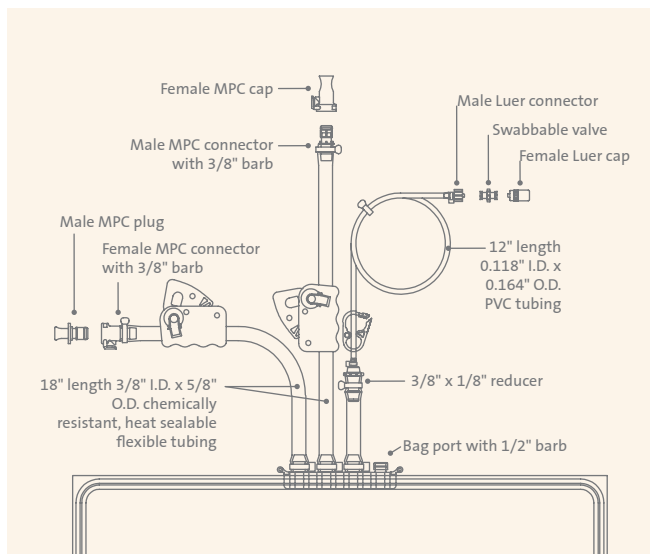 Female MPC cap
Male MPC connector
with 3/8" barb
Male Luer connector
Swabbable valve
Female Luer cap
Male MPC plug
Female MPC connector
with 3/8" barb
12" length
0.118" I.D. x
0.164" O.D.
PVC tubing
18" length 3/8" I.D. x 5/8"
O.D. chemically
resistant, heat sealable
flexible tubing
3/8" x 1/8" reducer
Bag port with 1/2" barb